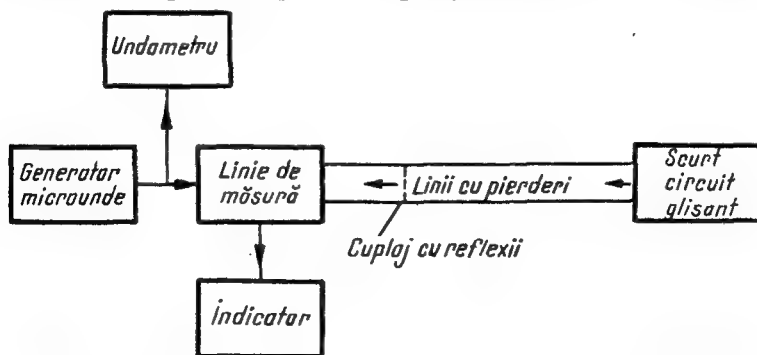 Undametru
Generator
microunde
Linie de
măsură
Linii cu pierderi
Scurt
circuit
glisant
Cuplaj cu reflexii
Indicator